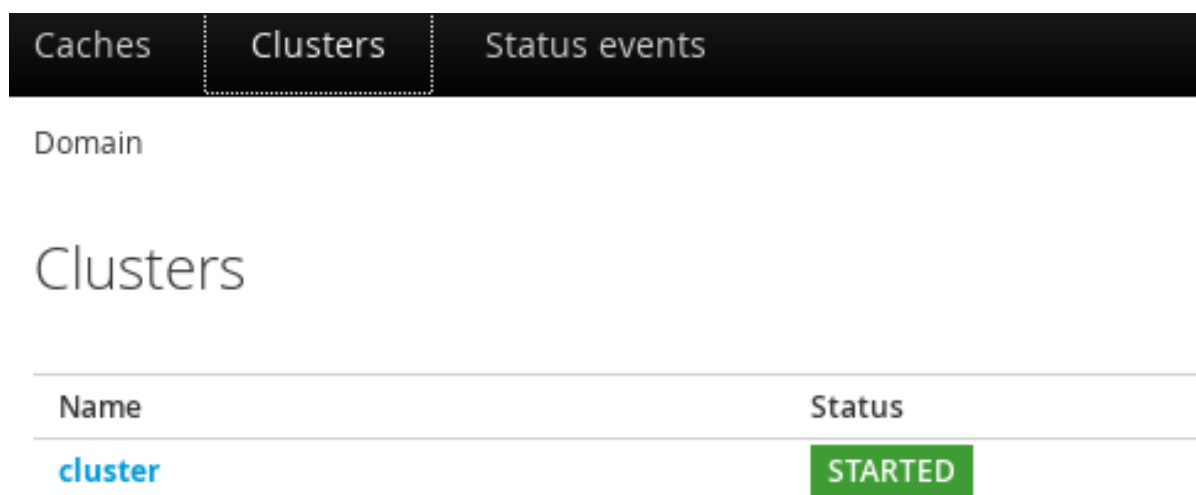 Caches Clusters Status events
Domain
Clusters
Name Status
cluster STARTED